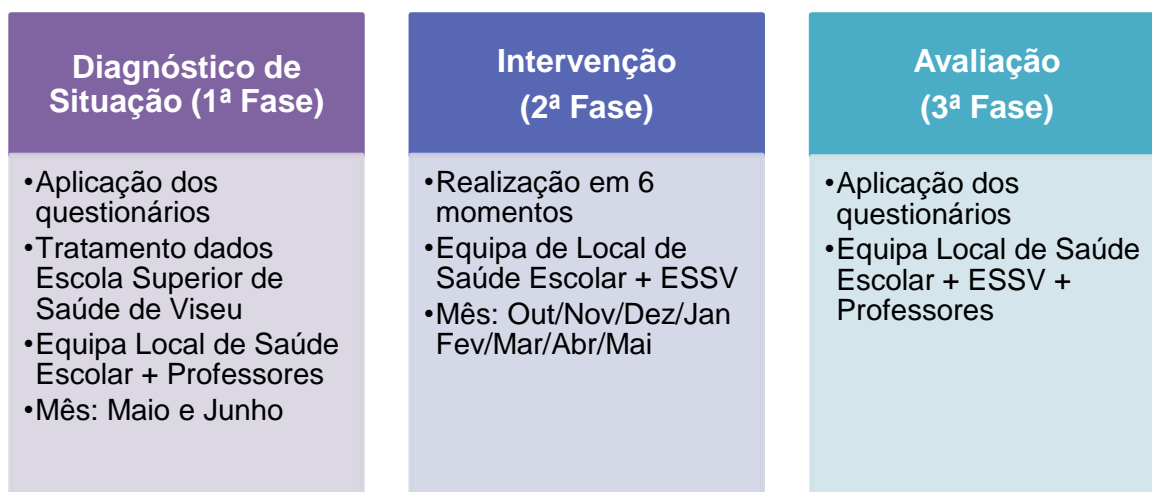 Diagnóstico de
Situação (1ª Fase)
•Aplicação dos
questionários
•Tratamento dados
Escola Superior de
Saúde de Viseu
•Equipa Local de Saúde
Escolar + Professores
•Mês: Maio e Junho
Intervenção
(2ª Fase)
•Realização em 6
momentos
•Equipa de Local de
Saúde Escolar + ESSV
•Mês: Out/Nov/Dez/Jan
Fev/Mar/Abr/Mai
Avaliação
(3ª Fase)
•Aplicação dos
questionários
•Equipa Local de Saúde
Escolar + ESSV +
Professores